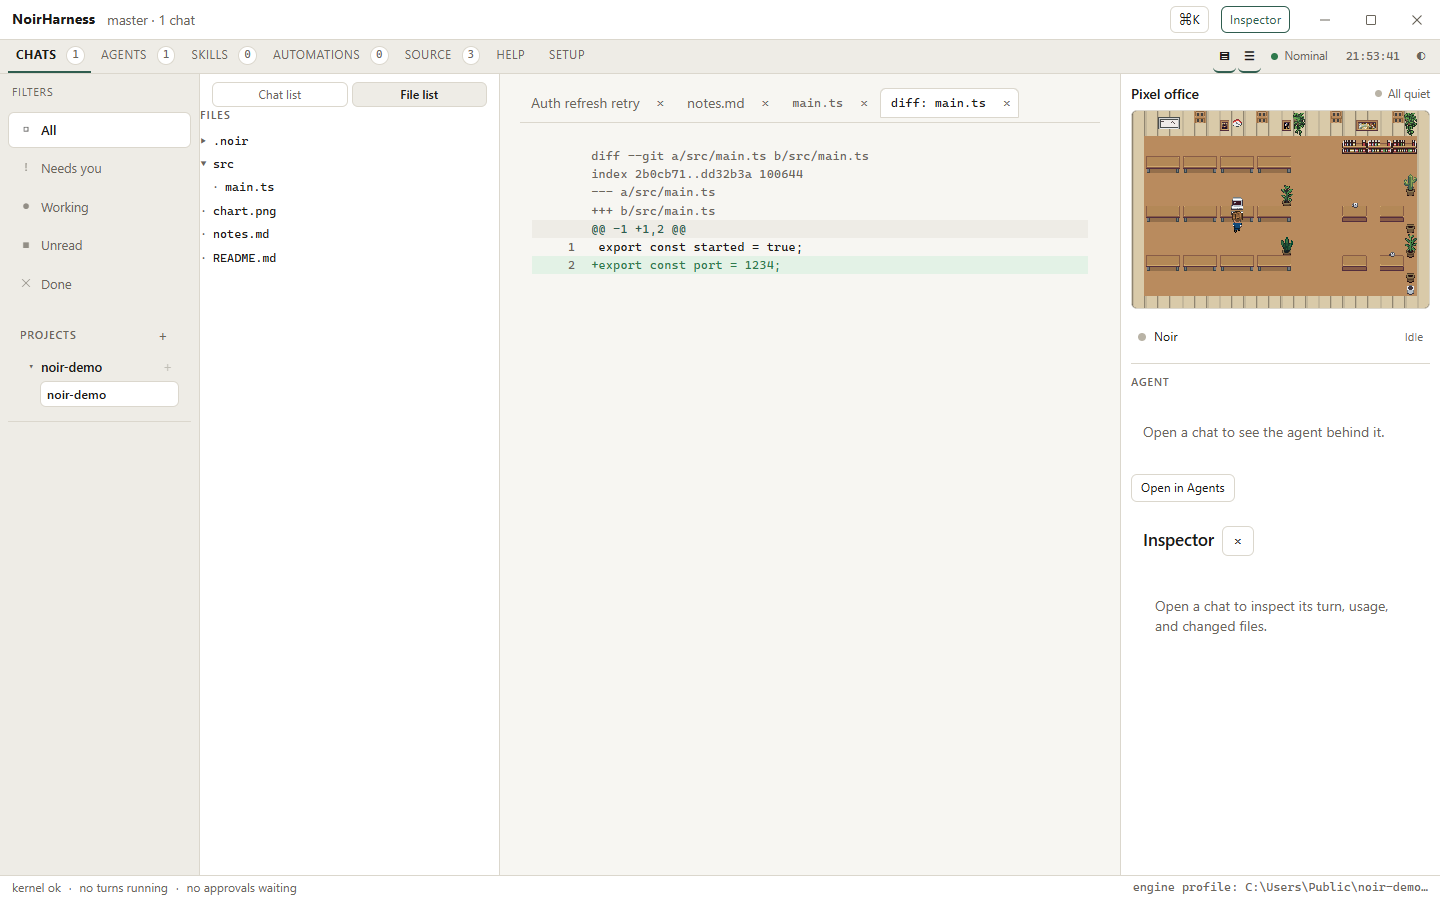 NoirHarness master · 1 chat
⌘K Inspector
CHATS 1 AGENTS 1 SKILLS 0 AUTOMATIONS 0 SOURCE 3 HELP SETUP
Nominal 21:53:41
FILTERS
All
Needs you
Working
Unread
Done
PROJECTS +
noir-demo +
noir-demo
Chat list File list
FILES
.noir
src
main.ts
chart.png
notes.md
README.md
Auth refresh retry × notes.md × main.ts × diff: main.ts ×
diff --git a/src/main.ts b/src/main.ts
index 2b0cb71..dd32b3a 100644
--- a/src/main.ts
+++ b/src/main.ts
@@ -1 +1,2 @@
1 export const started = true;
2 +export const port = 1234;
Pixel office All quiet
Noir Idle
AGENT
Open a chat to see the agent behind it.
Open in Agents
Inspector ×
Open a chat to inspect its turn, usage,
and changed files.
kernel ok · no turns running · no approvals waiting
engine profile: C:\Users\Public\noir-demo…